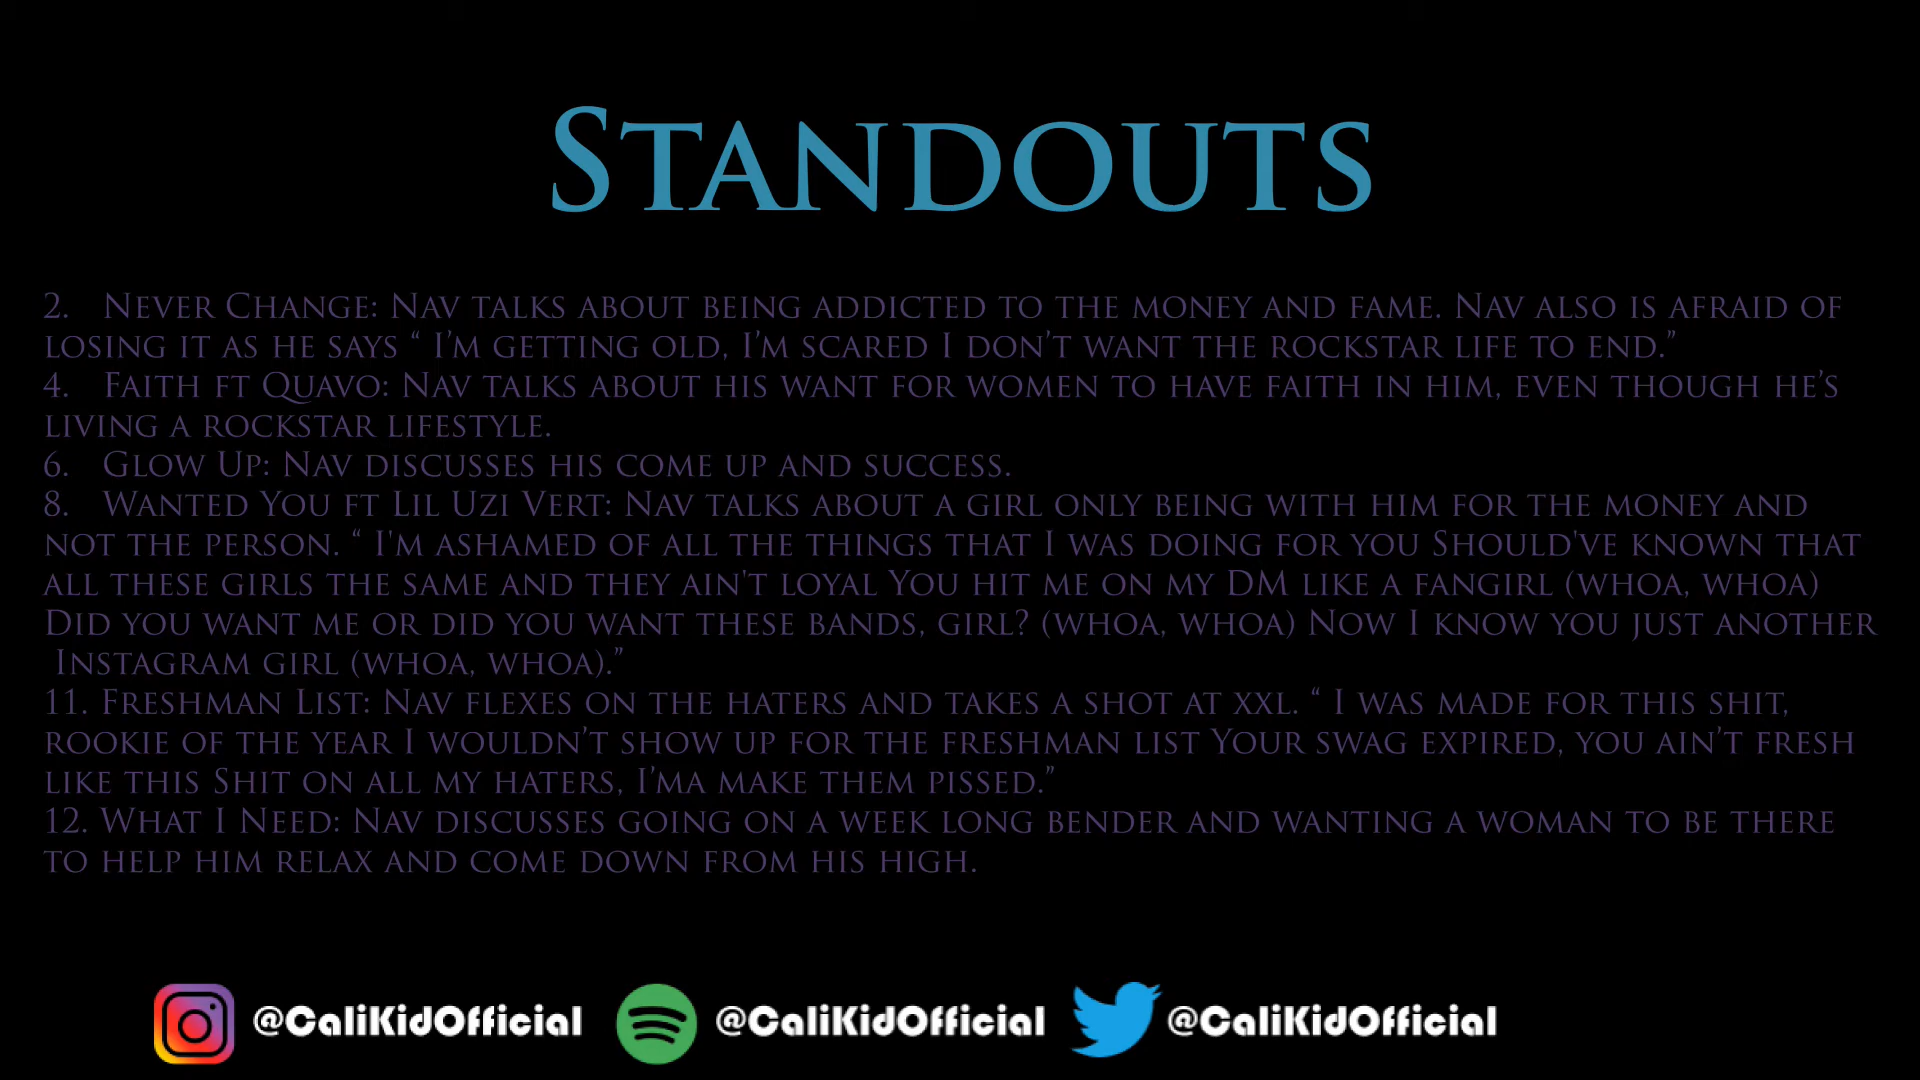 Standouts
2. Never Change: Nav talks about being addicted to the money and fame. Nav also is afraid of
losing it as he says “ I’m getting old, I’m scared I don’t want the rockstar life to end.”
4. Faith ft Quavo: Nav talks about his want for women to have faith in him, even though he’s
living a rockstar lifestyle.
6. Glow Up: Nav discusses his come up and success.
8. Wanted You ft Lil Uzi Vert: Nav talks about a girl only being with him for the money and
not the person. “ I'm ashamed of all the things that I was doing for you Should've known that
all these girls the same and they ain't loyal You hit me on my DM like a fangirl (whoa, whoa)
Did you want me or did you want these bands, girl? (whoa, whoa) Now I know you just another
Instagram girl (whoa, whoa).”
11. Freshman List: Nav flexes on the haters and takes a shot at xxl. “ I was made for this shit,
rookie of the year I wouldn’t show up for the freshman list Your swag expired, you ain’t fresh
like this Shit on all my haters, I’ma make them pissed.”
12. What I Need: Nav discusses going on a week long bender and wanting a woman to be there
to help him relax and come down from his high.
@CaliKidOfficial @CaliKidOfficial @CaliKidOfficial